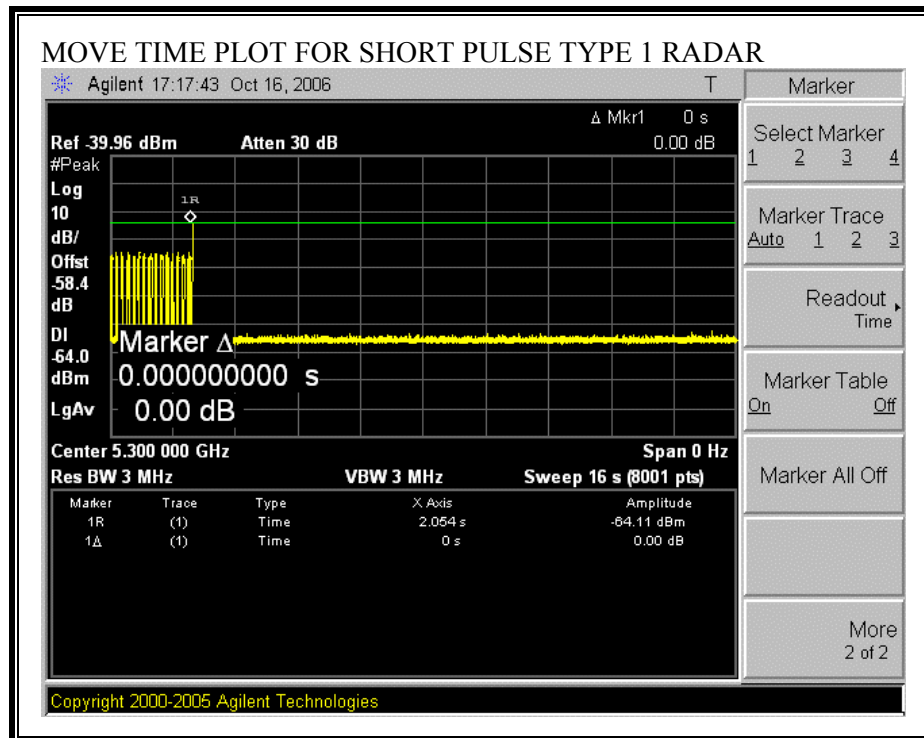 MOVE TIME PLOT FOR SHORT PULSE TYPE 1 RADAR
Agilent 17:17:43 Oct 16, 2006 T
Δ Mkr1 0 s
Ref -39.96 dBm Atten 30 dB 0.00 dB
#Peak
Log
10
dB/
Offst
-58.4
dB
DI
-64.0
dBm
LgAv
1R
Marker Δ
0.000000000 s
0.00 dB
Center 5.300 000 GHz Span 0 Hz
Res BW 3 MHz VBW 3 MHz Sweep 16 s (8001 pts)
Marker Trace Type X Axis Amplitude
1R (1) Time 2.054 s -64.11 dBm
1Δ (1) Time 0 s 0.00 dB
Copyright 2000-2005 Agilent Technologies
Marker
Select Marker
1 2 3 4
Marker Trace
Auto 1 2 3
Readout
Time
Marker Table
On Off
Marker All Off
More
2 of 2